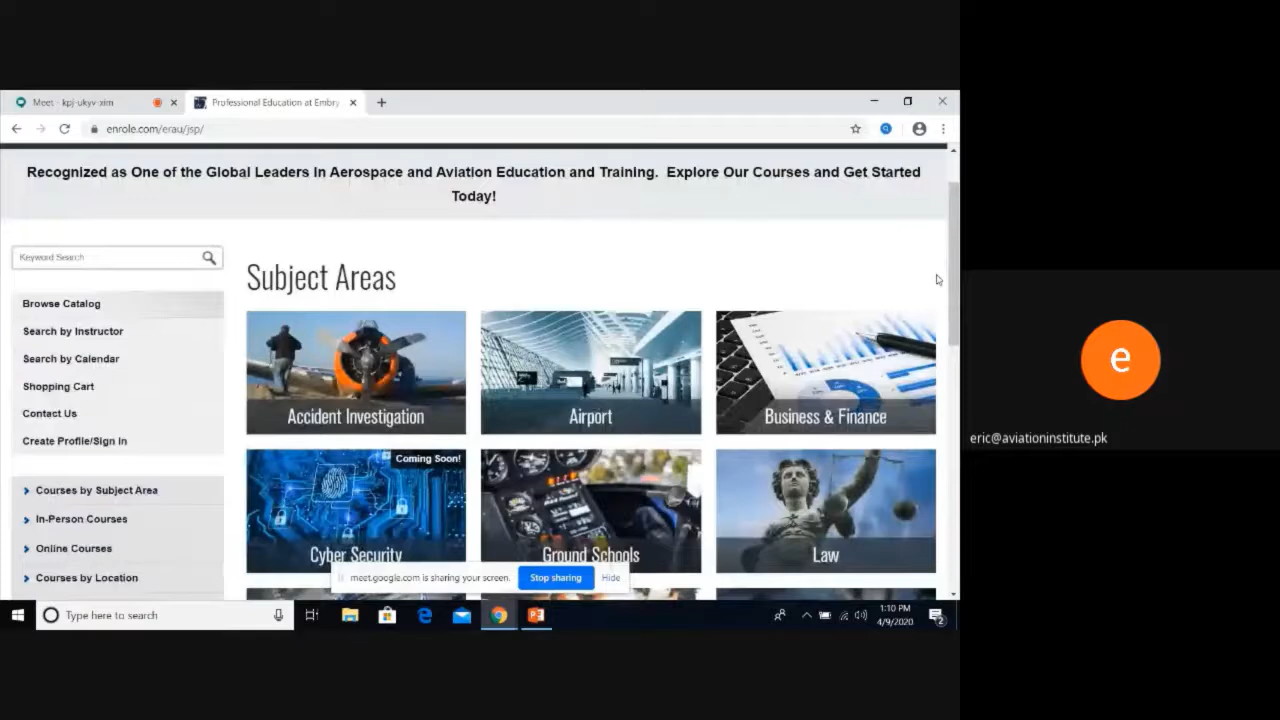 Meet - kpj-ukyv-xim
Professional Education at Embry
enrole.com/erau/jsp/
Recognized as One of the Global Leaders in Aerospace and Aviation Education and Training. Explore Our Courses and Get Started
Today!
Keyword Search
Browse Catalog
Search by Instructor
Search by Calendar
Shopping Cart
Contact Us
Create Profile/Sign In
Courses by Subject Area
In-Person Courses
Online Courses
Courses by Location
Subject Areas
Accident Investigation
Airport
Business & Finance
Coming Soon!
Cyber Security
Ground Schools
Law
meet.google.com is sharing your screen.
Stop sharing
Hide
Type here to search
1:10 PM
4/9/2020
2
e
eric@aviationinstitute.pk